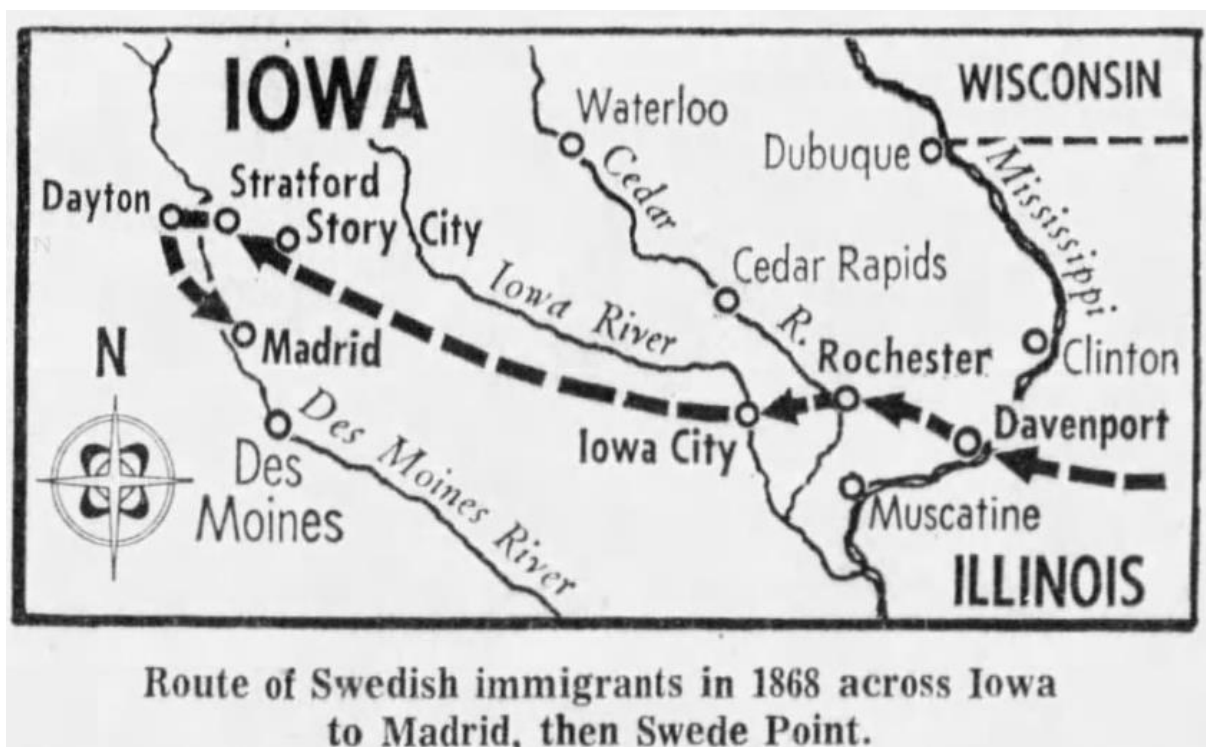 IOWA
WISCONSIN
Waterloo
Dubuque
Cedar
Mississippi
Dayton
Stratford
Story City
Cedar Rapids
Iowa River
R.
Madrid
N
Rochester
Clinton
Davenport
Iowa City
Des
Moines
Des Moines River
Muscatine
ILLINOIS
Route of Swedish immigrants in 1868 across Iowa
to Madrid, then Swede Point.